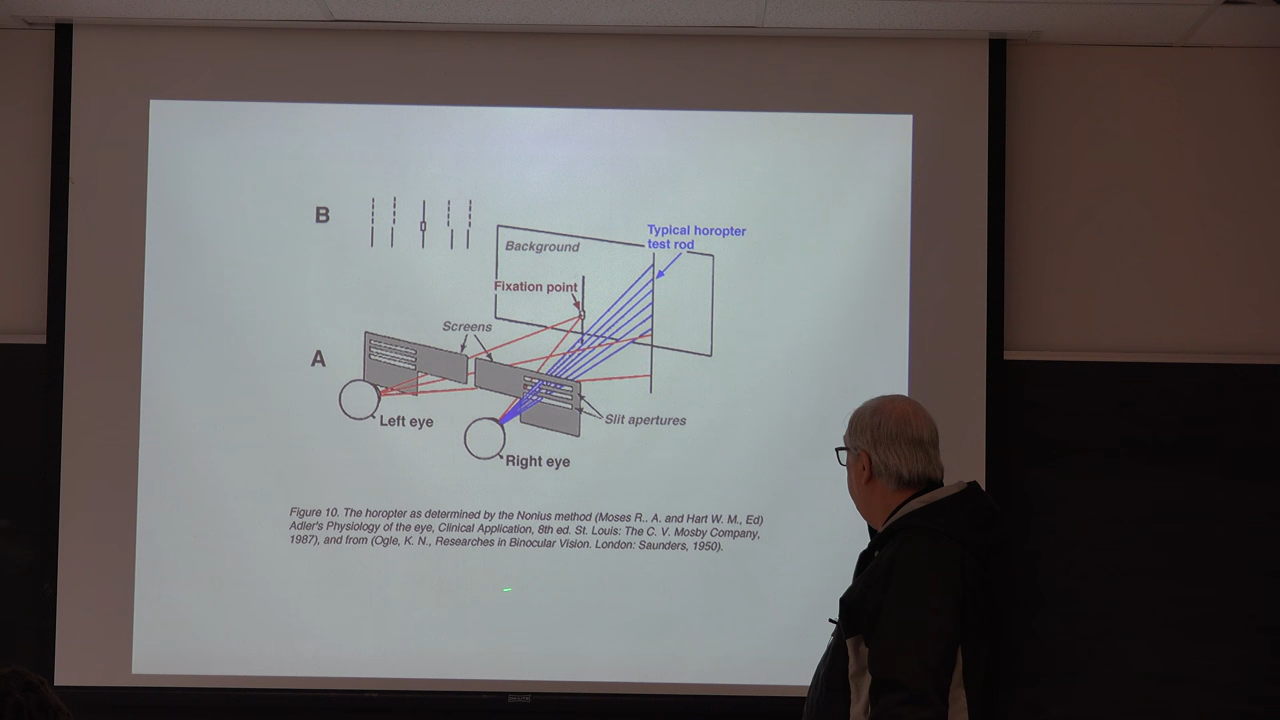 B
Typical horopter
test rod
Background
Fixation point
Screens
A
Left eye
Slit apertures
Right eye
Figure 10. The horopter as determined by the Nonius method (Moses R.. A. and Hart W. M., Ed)
Adler's Physiology of the eye, Clinical Application, 8th ed. St. Louis: The C. V. Mosby Company,
1987), and from (Ogle, K. N., Researches in Binocular Vision. London: Saunders, 1950).